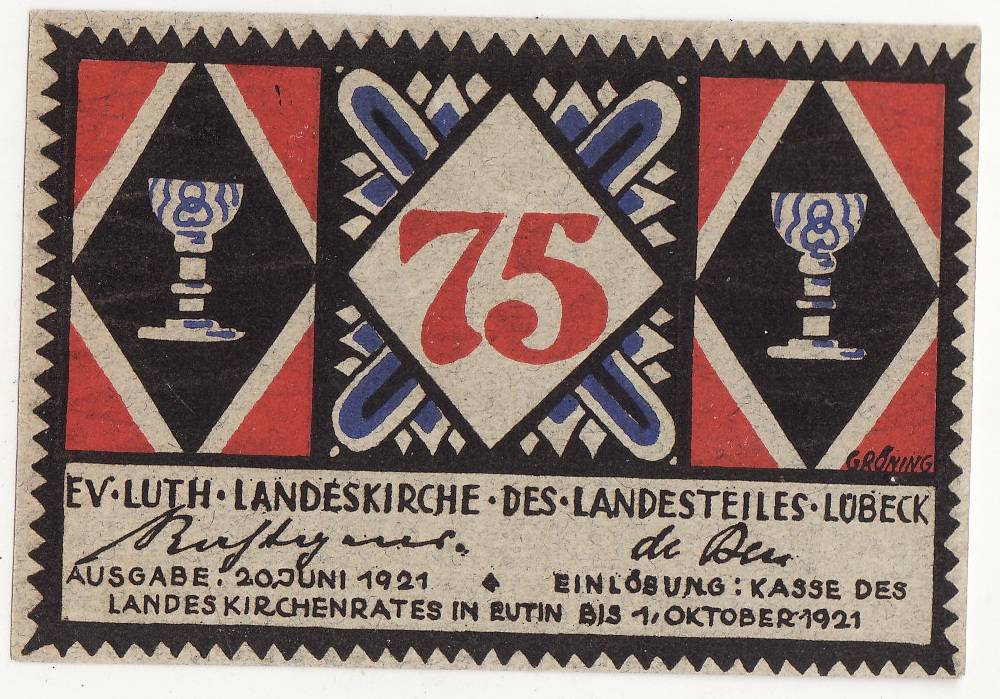 75
GRÖNING
EV·LUTH·LANDESKIRCHE·DES·LANDESTEILES·LÜBECK
AUSGABE: 20.JUNI 1921 ◆ EINLÖSUNG: KASSE DES
LANDESKIRCHENRATES IN EUTIN BIS 1. OKTOBER 1921